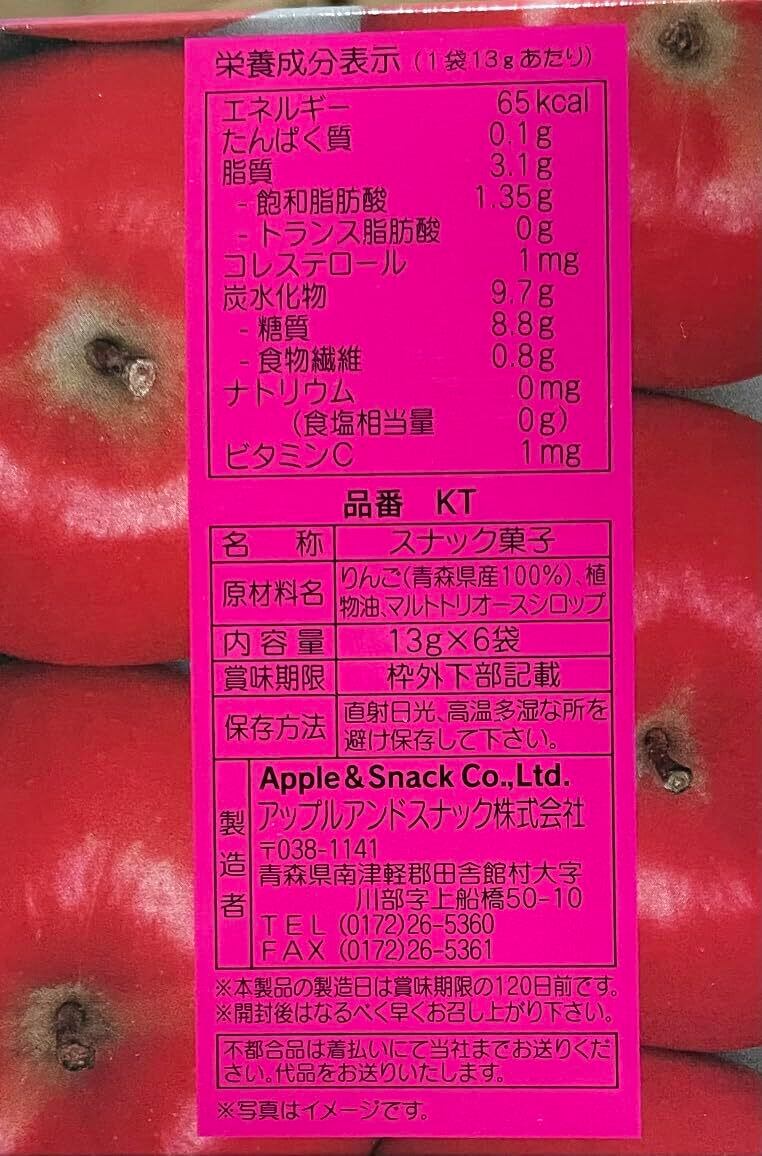 栄養成分表示(1袋13gあたり)
エネルギー 65kcal
たんぱく質 0.1g
脂質 3.1g
- 飽和脂肪酸 1.35g
- トランス脂肪酸 0g
コレステロール 1mg
炭水化物 9.7g
- 糖質 8.8g
- 食物繊維 0.8g
ナトリウム 0mg
(食塩相当量 0g)
ビタミンC 1mg
品番 KT
名称 スナック菓子
原材料名 りんご(青森県産100%)、植
物油、マルトトリオースシロップ
内容量 13g×6袋
賞味期限 枠外下部記載
保存方法 直射日光、高温多湿な所を
避け保存して下さい。
製造者 Apple&Snack Co.,Ltd.
アップルアンドスナック株式会社
〒038-1141
青森県南津軽郡田舎館村大字
川部字上船橋50-10
TEL (0172)26-5360
FAX (0172)26-5361
※本製品の製造日は賞味期限の120日前です。
※開封後はなるべく早くお召し上がり下さい。
不都合品は着払いにて当社までお送りくだ
さい。代品をお送りいたします。
※写真はイメージです。